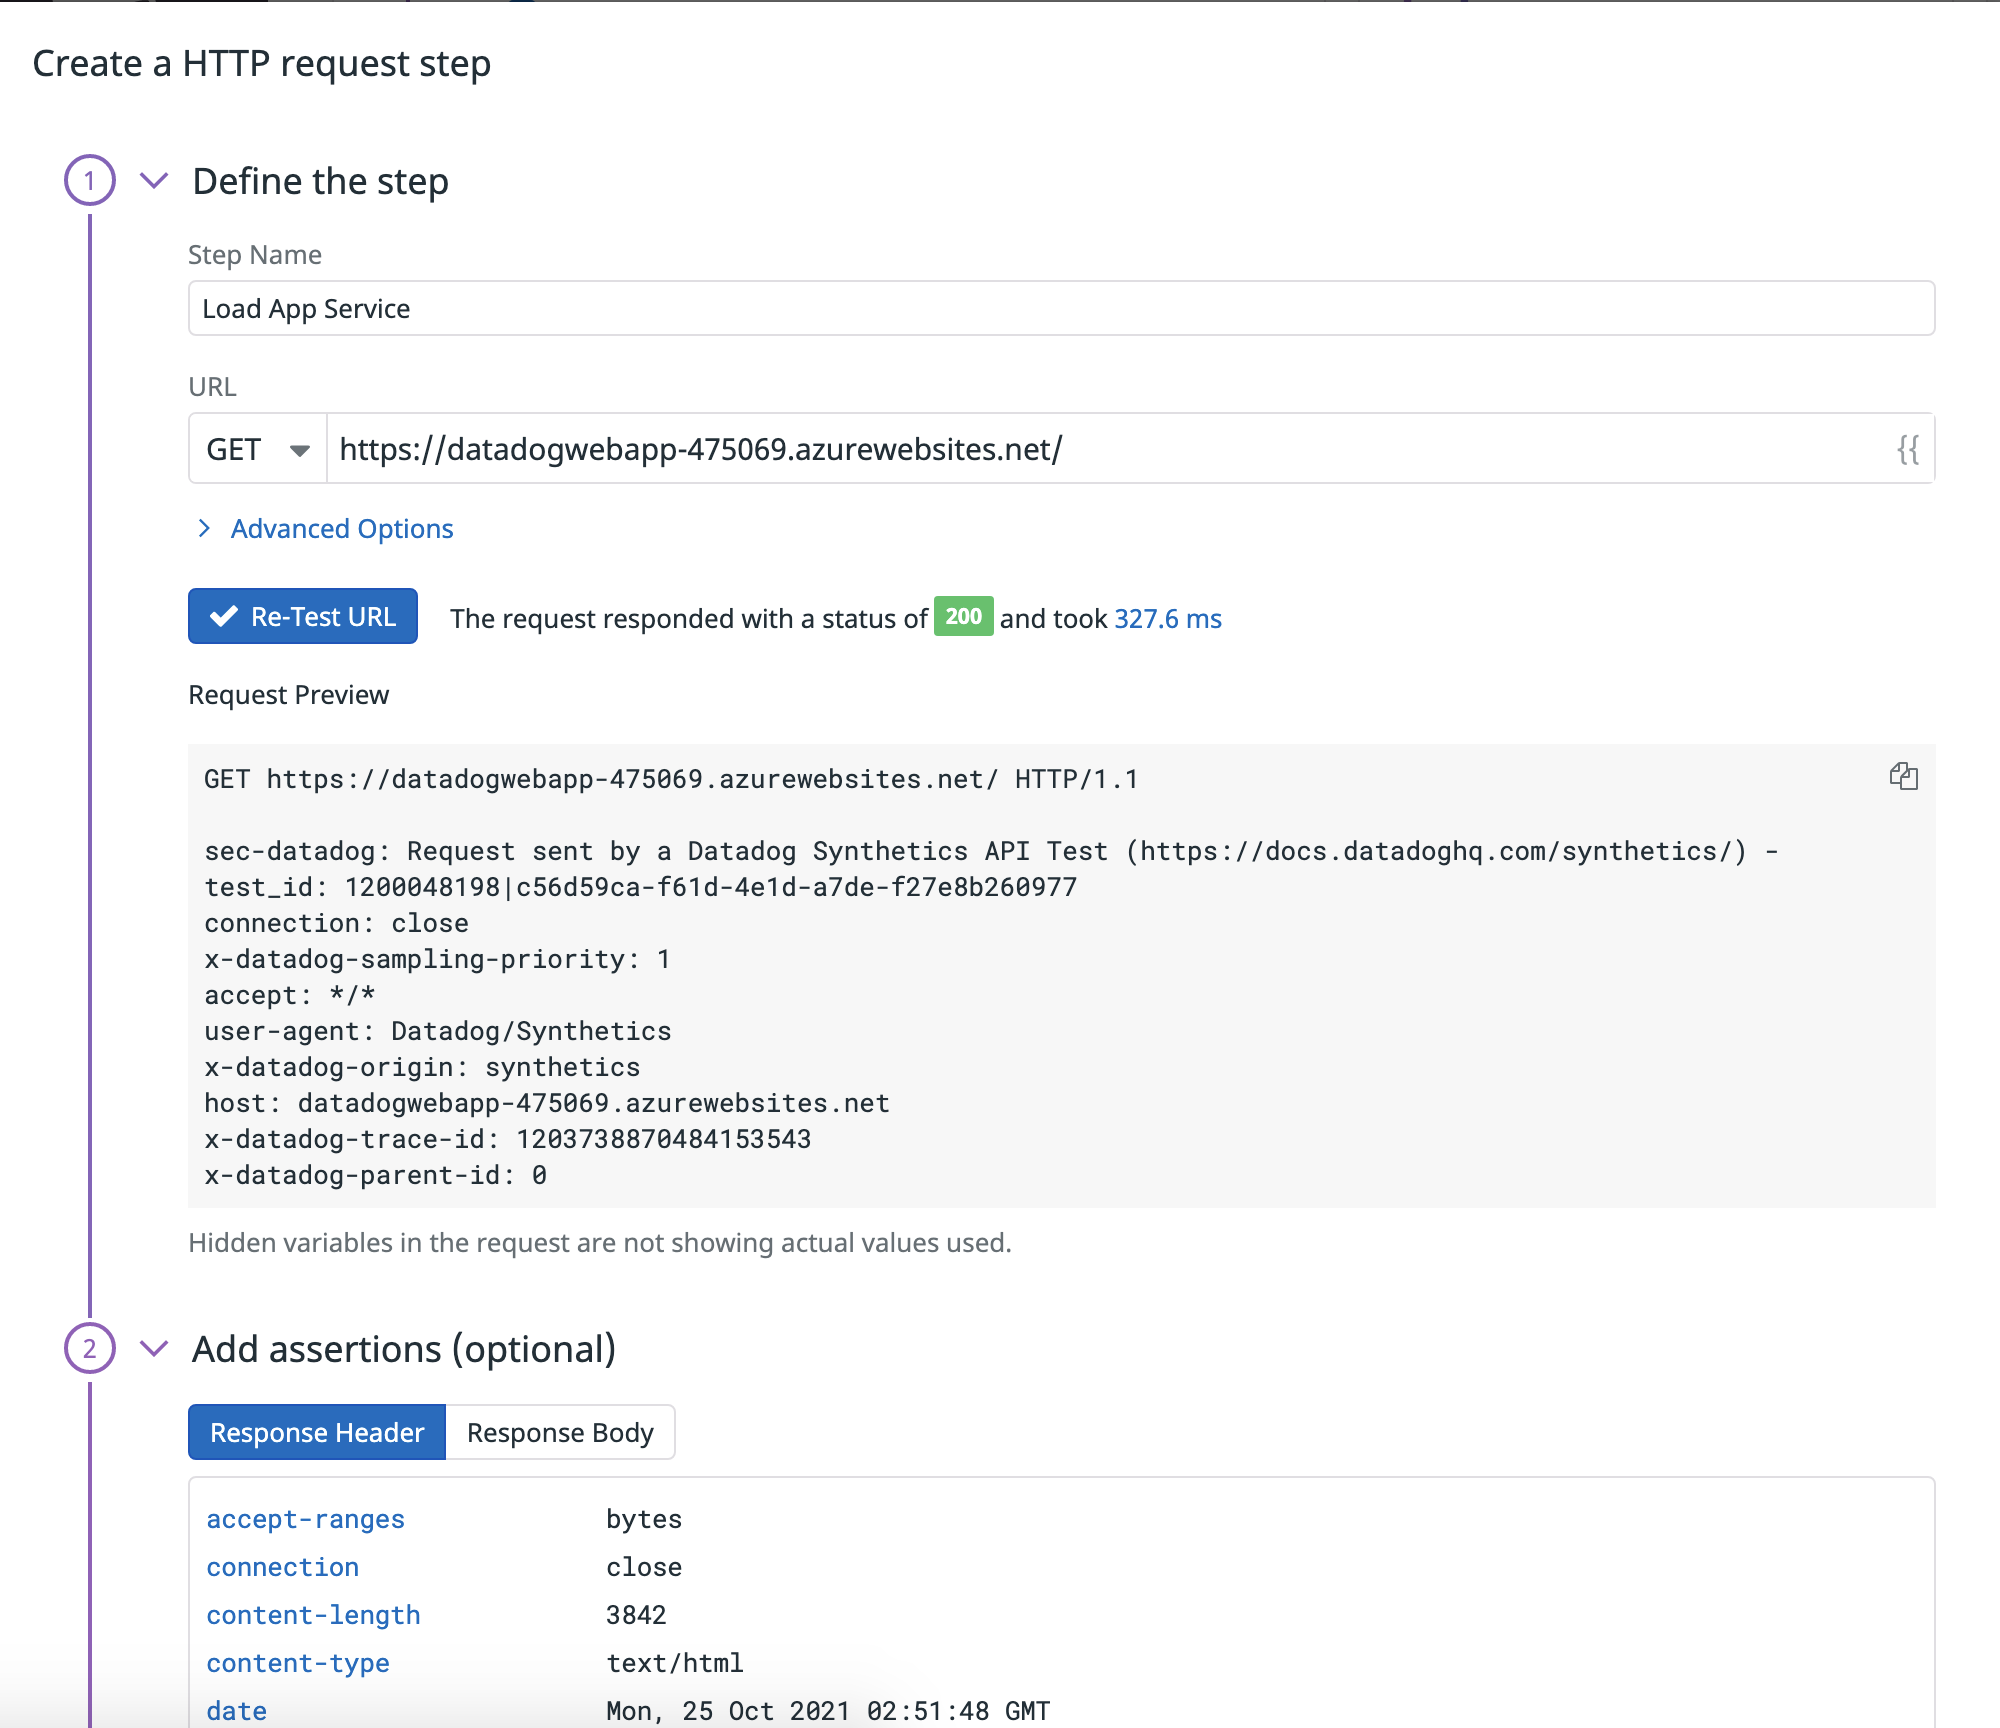 Create a HTTP request step
1
Define the step
Step Name
Load App Service
URL
GET https://datadogwebapp-475069.azurewebsites.net/ {{
Advanced Options
Re-Test URL The request responded with a status of 200 and took 327.6 ms
Request Preview
GET https://datadogwebapp-475069.azurewebsites.net/ HTTP/1.1
sec-datadog: Request sent by a Datadog Synthetics API Test (https://docs.datadoghq.com/synthetics/) -
test_id: 1200048198|c56d59ca-f61d-4e1d-a7de-f27e8b260977
connection: close
x-datadog-sampling-priority: 1
accept: */*
user-agent: Datadog/Synthetics
x-datadog-origin: synthetics
host: datadogwebapp-475069.azurewebsites.net
x-datadog-trace-id: 1203738870484153543
x-datadog-parent-id: 0
Hidden variables in the request are not showing actual values used.
2
Add assertions (optional)
Response Header Response Body
accept-ranges bytes
connection close
content-length 3842
content-type text/html
date Mon, 25 Oct 2021 02:51:48 GMT